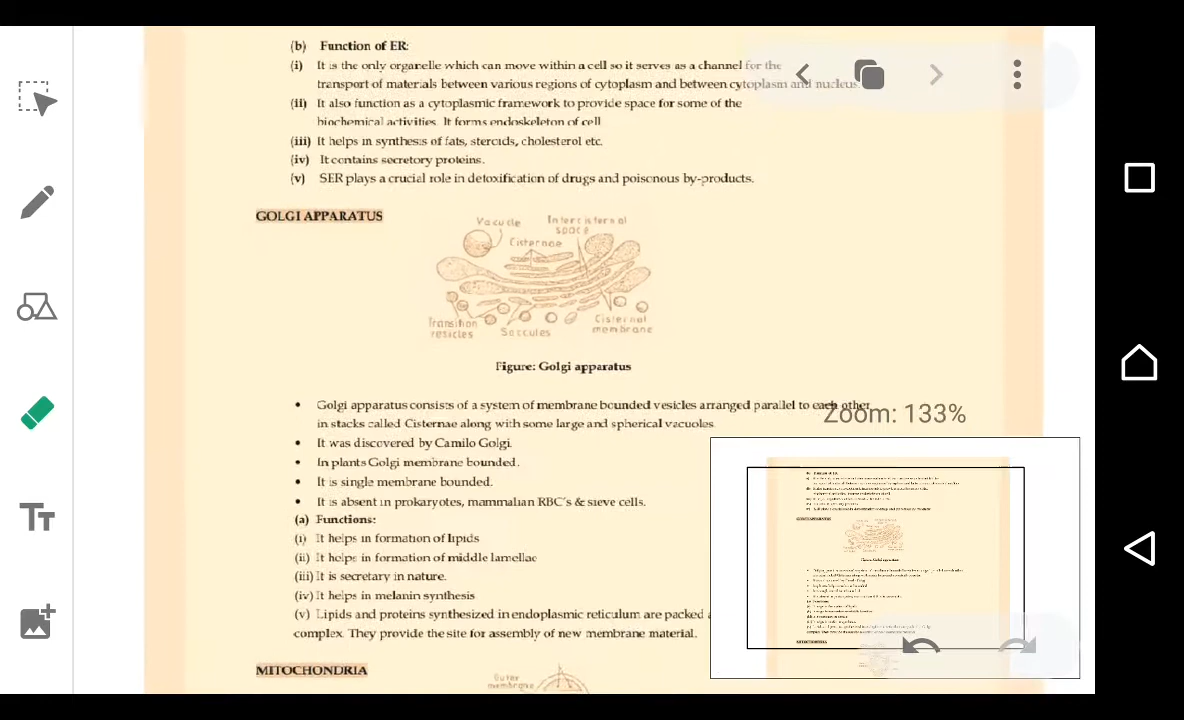 (b) Function of ER:
(i) It is the only organelle which can move within a cell so it serves as a channel for the
transport of materials between various regions of cytoplasm and between cytoplasm and nucleus.
(ii) It also function as a cytoplasmic framework to provide space for some of the
biochemical activities. It forms endoskeleton of cell
(iii) It helps in synthesis of fats, steroids, cholesterol etc.
(iv) It contains secretory proteins.
(v) SER plays a crucial role in detoxification of drugs and poisonous by-products.
GOLGI APPARATUS
Vacuole
Intercisternal
space
Cisternae
Transition
vesicles
Saccules
Cisternal
membrane
Figure: Golgi apparatus
• Golgi apparatus consists of a system of membrane bounded vesicles arranged parallel to each other
in stacks called Cisternae along with some large and spherical vacuoles
Zoom: 133%
• It was discovered by Camilo Golgi.
• In plants Golgi membrane bounded.
• It is single membrane bounded.
• It is absent in prokaryotes, mammalian RBC's & sieve cells.
(a) Functions:
(i) It helps in formation of lipids
(ii) It helps in formation of middle lamellae
(iii) It is secretary in nature.
(iv) It helps in melanin synthesis
(v) Lipids and proteins synthesized in endoplasmic reticulum are packed
complex. They provide the site for assembly of new membrane material.
MITOCHONDRIA
Outer
membrane
Tт